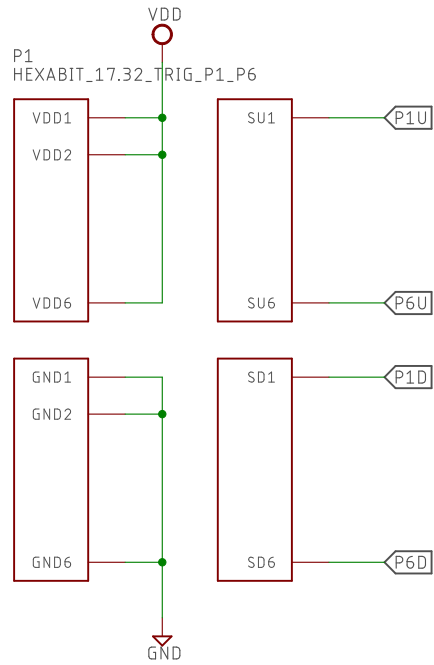 VDD
P1
HEXABIT_17.32_TRIG_P1_P6
VDD1
VDD2
VDD6
SU1
P1U
SU6
P6U
GND1
GND2
GND6
SD1
P1D
SD6
P6D
GND